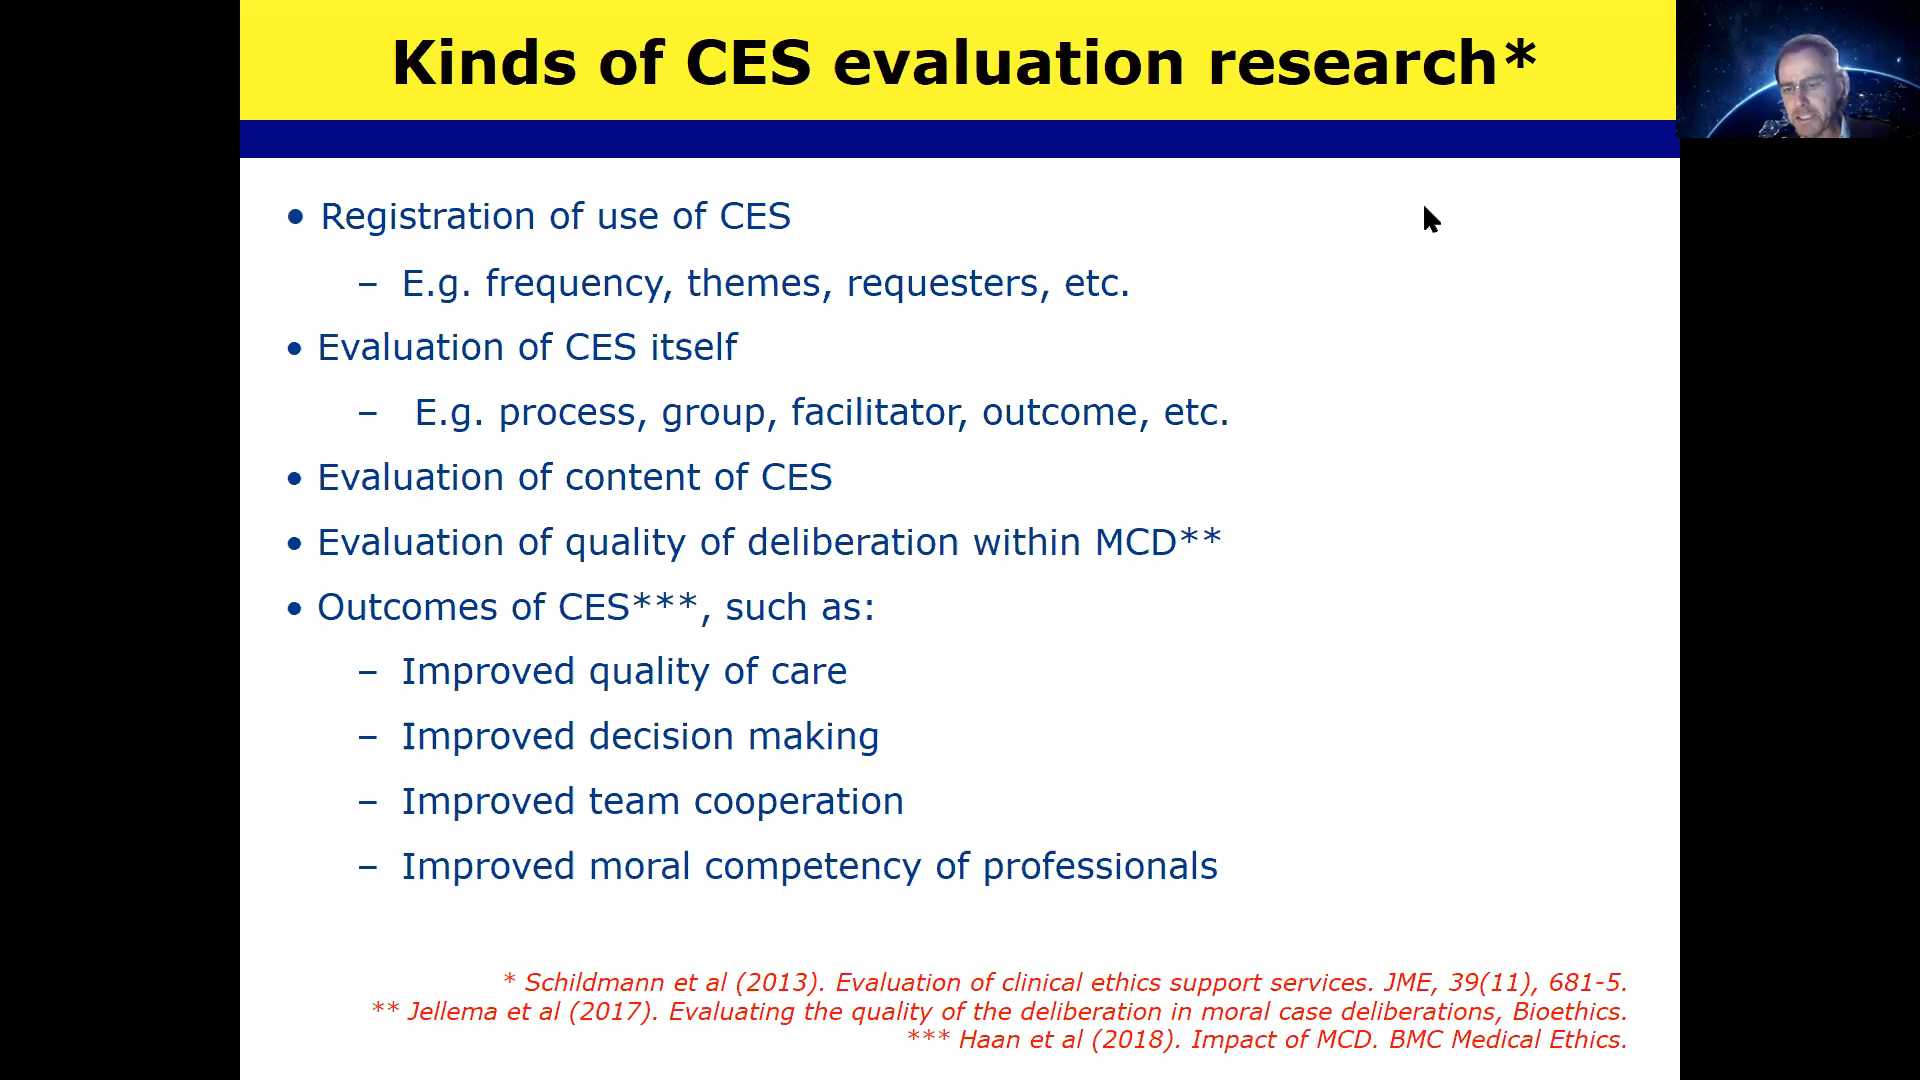 Kinds of CES evaluation research*
• Registration of use of CES
– E.g. frequency, themes, requesters, etc.
• Evaluation of CES itself
– E.g. process, group, facilitator, outcome, etc.
• Evaluation of content of CES
• Evaluation of quality of deliberation within MCD**
• Outcomes of CES***, such as:
– Improved quality of care
– Improved decision making
– Improved team cooperation
– Improved moral competency of professionals
* Schildmann et al (2013). Evaluation of clinical ethics support services. JME, 39(11), 681-5.
** Jellema et al (2017). Evaluating the quality of the deliberation in moral case deliberations, Bioethics.
*** Haan et al (2018). Impact of MCD. BMC Medical Ethics.